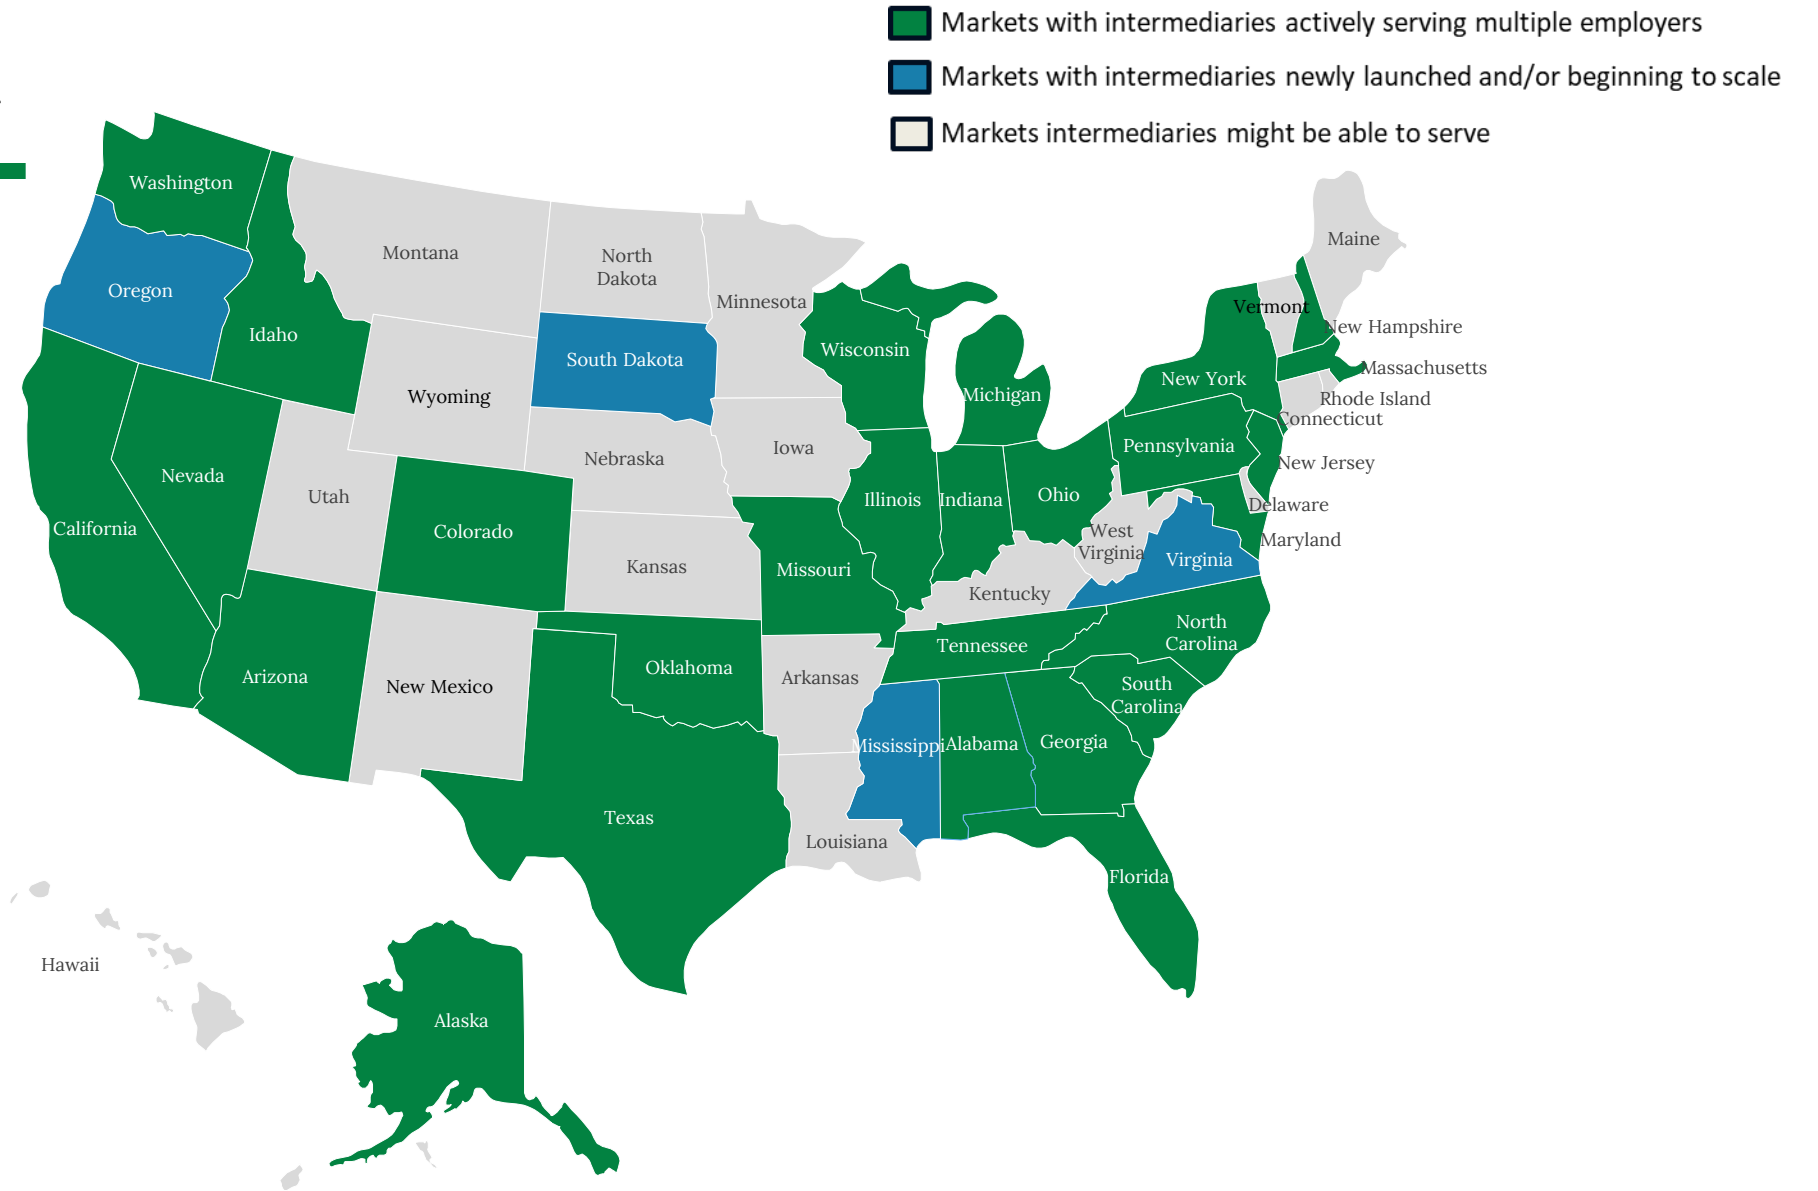 Markets with intermediaries actively serving multiple employers
Markets with intermediaries newly launched and/or beginning to scale
Markets intermediaries might be able to serve
Washington
Montana
North
Dakota
Minnesota
Maine
Oregon
Idaho
Vermont
New Hampshire
Wisconsin
South Dakota
Massachusetts
Wyoming
Michigan
New York
Rhode Island
Connecticut
Nebraska
Iowa
Pennsylvania
New Jersey
Nevada
Utah
Illinois
Indiana
Ohio
Delaware
California
Colorado
West
Virginia
Maryland
Kansas
Missouri
Virginia
Kentucky
North
Carolina
Tennessee
Arizona
New Mexico
Oklahoma
Arkansas
South
Carolina
Mississippi
Alabama
Georgia
Texas
Louisiana
Florida
Hawaii
Alaska